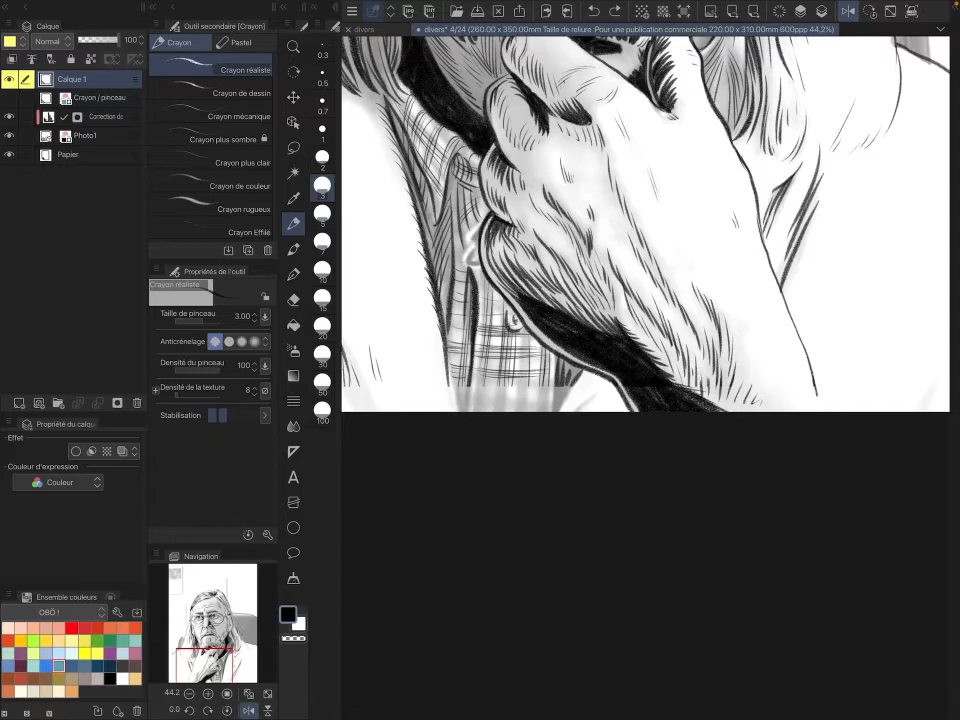 Calque
Normal
100
Calque 1
Crayon / pinceau
Correction d
Photo1
Papier
Propriété du calqu
Effet
Couleur d'expression
Couleur
Ensemble couleurs
OBÖ !
Outil secondaire [Crayon]
Crayon
Pastel
Crayon réaliste
Crayon de dessin
Crayon mécanique
Crayon plus sombre
Crayon plus clair
Crayon de couleur
Crayon rugueux
Crayon Effilé
Propriétés de l'outil
Crayon réaliste
Taille de pinceau 3.00
Anticrénelage
Densité du pinceau 100
Densité de la texture 8
Stabilisation
Navigation
44.2
0.0
0.3
0.5
0.7
1
2
3
5
7
10
15
20
30
50
100
divers
divers* 4/24 (260.00 x 350.00mm Taille de reliure :Pour une publication commerciale 220.00 x 310.00mm 600ppp 44.2%)